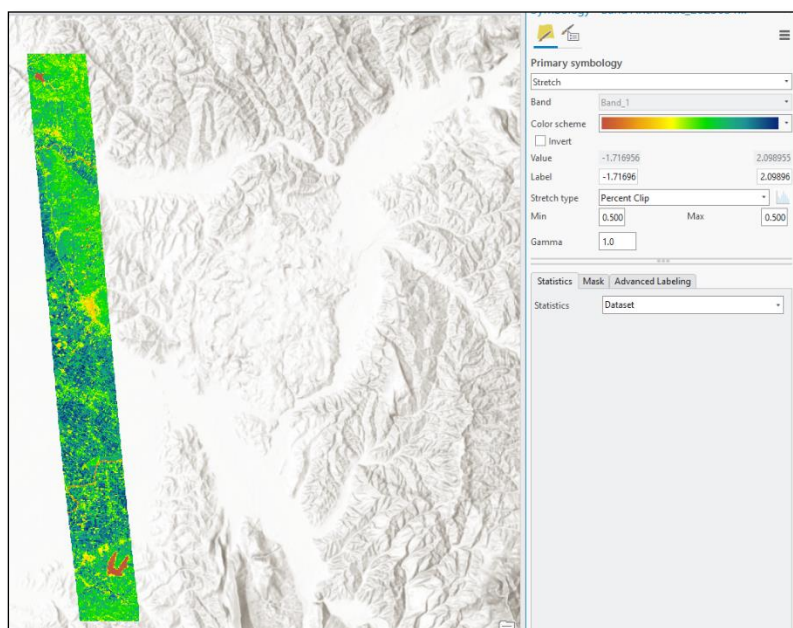 Primary symbology
Stretch
Band Band_1
Color scheme
Invert
Value -1.716956 2.098955
Label -1.71696 2.09896
Stretch type Percent Clip
Min 0.500 Max 0.500
Gamma 1.0
Statistics Mask Advanced Labeling
Statistics Dataset